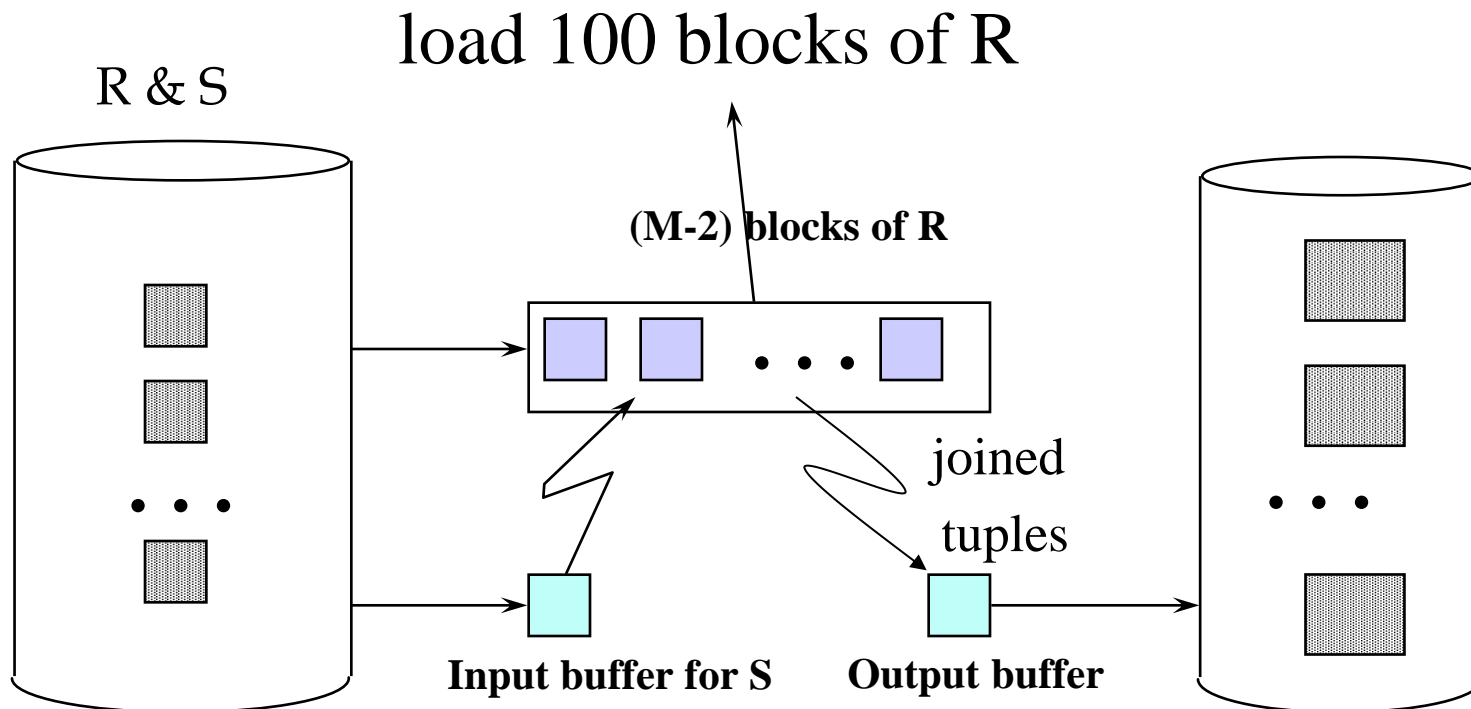 load 100 blocks of R
R & S
(M-2) blocks of R
• • •
joined
tuples
• • •
• • •
Input buffer for S
Output buffer